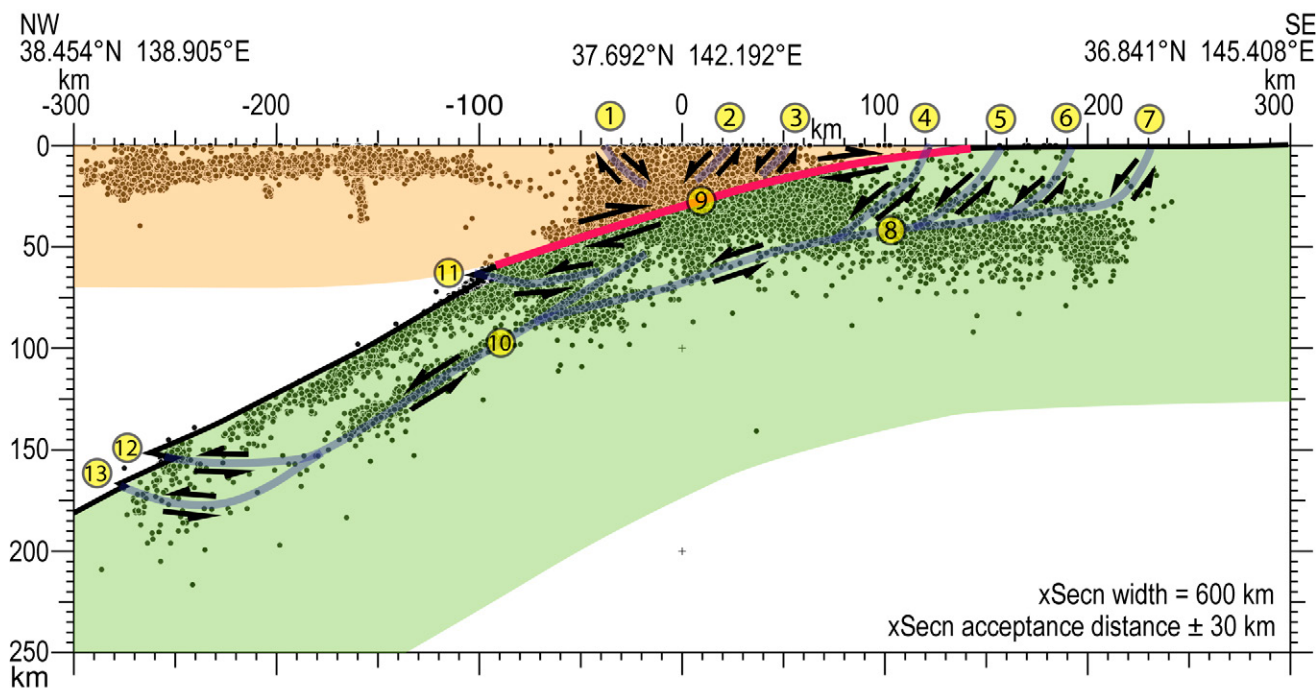 NW
SE
38.454°N 138.905°E
37.692°N 142.192°E
36.841°N 145.408°E
km
km
-300
-200
-100
0
100
200
300
1
2
3
km
4
5
6
7
0
50
100
150
200
250
km
9
8
11
10
12
13
xSecn width = 600 km
xSecn acceptance distance ± 30 km